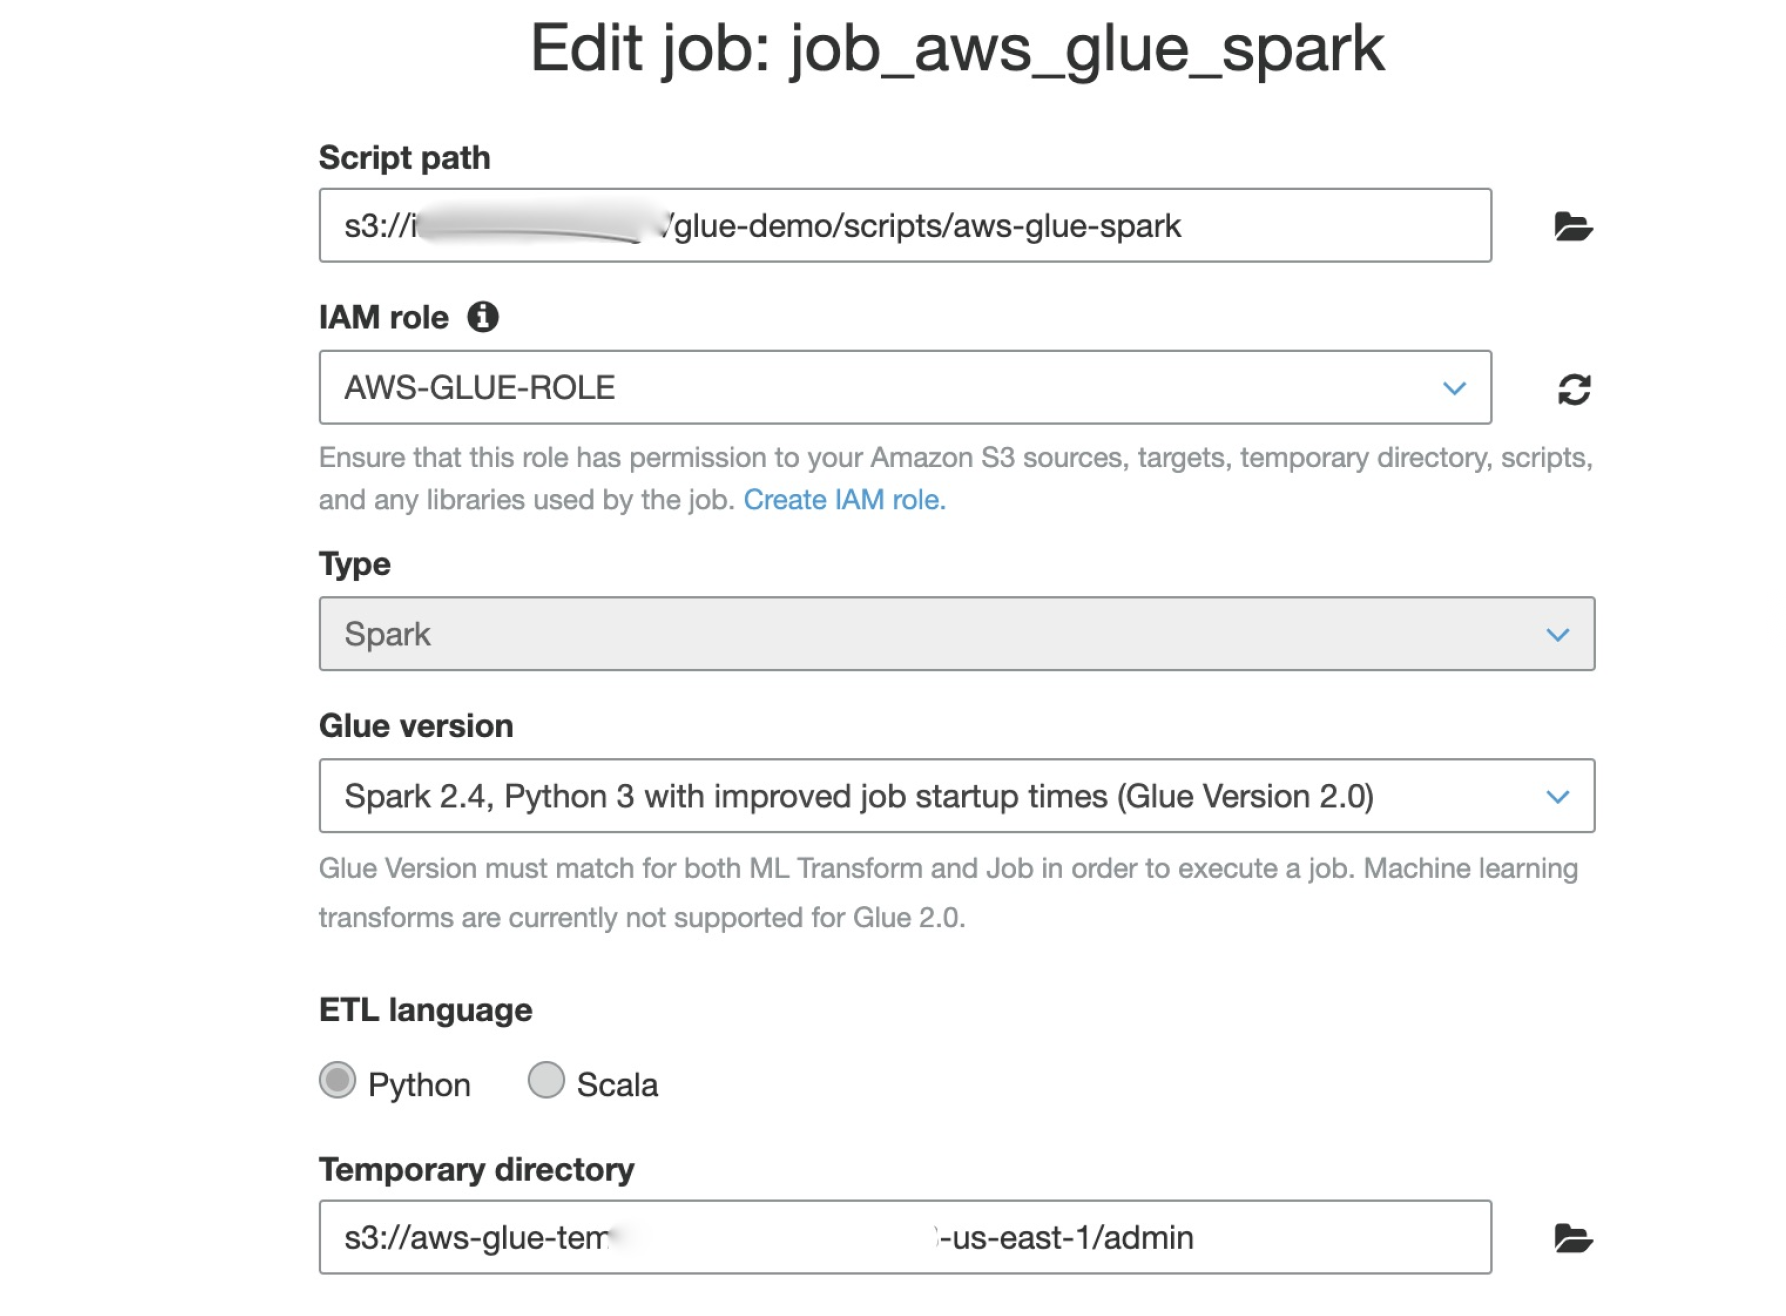 Edit job: job_aws_glue_spark
Script path
s3://i /glue-demo/scripts/aws-glue-spark
IAM role
AWS-GLUE-ROLE
Ensure that this role has permission to your Amazon S3 sources, targets, temporary directory, scripts,
and any libraries used by the job. Create IAM role.
Type
Spark
Glue version
Spark 2.4, Python 3 with improved job startup times (Glue Version 2.0)
Glue Version must match for both ML Transform and Job in order to execute a job. Machine learning
transforms are currently not supported for Glue 2.0.
ETL language
Python Scala
Temporary directory
s3://aws-glue-tem -us-east-1/admin